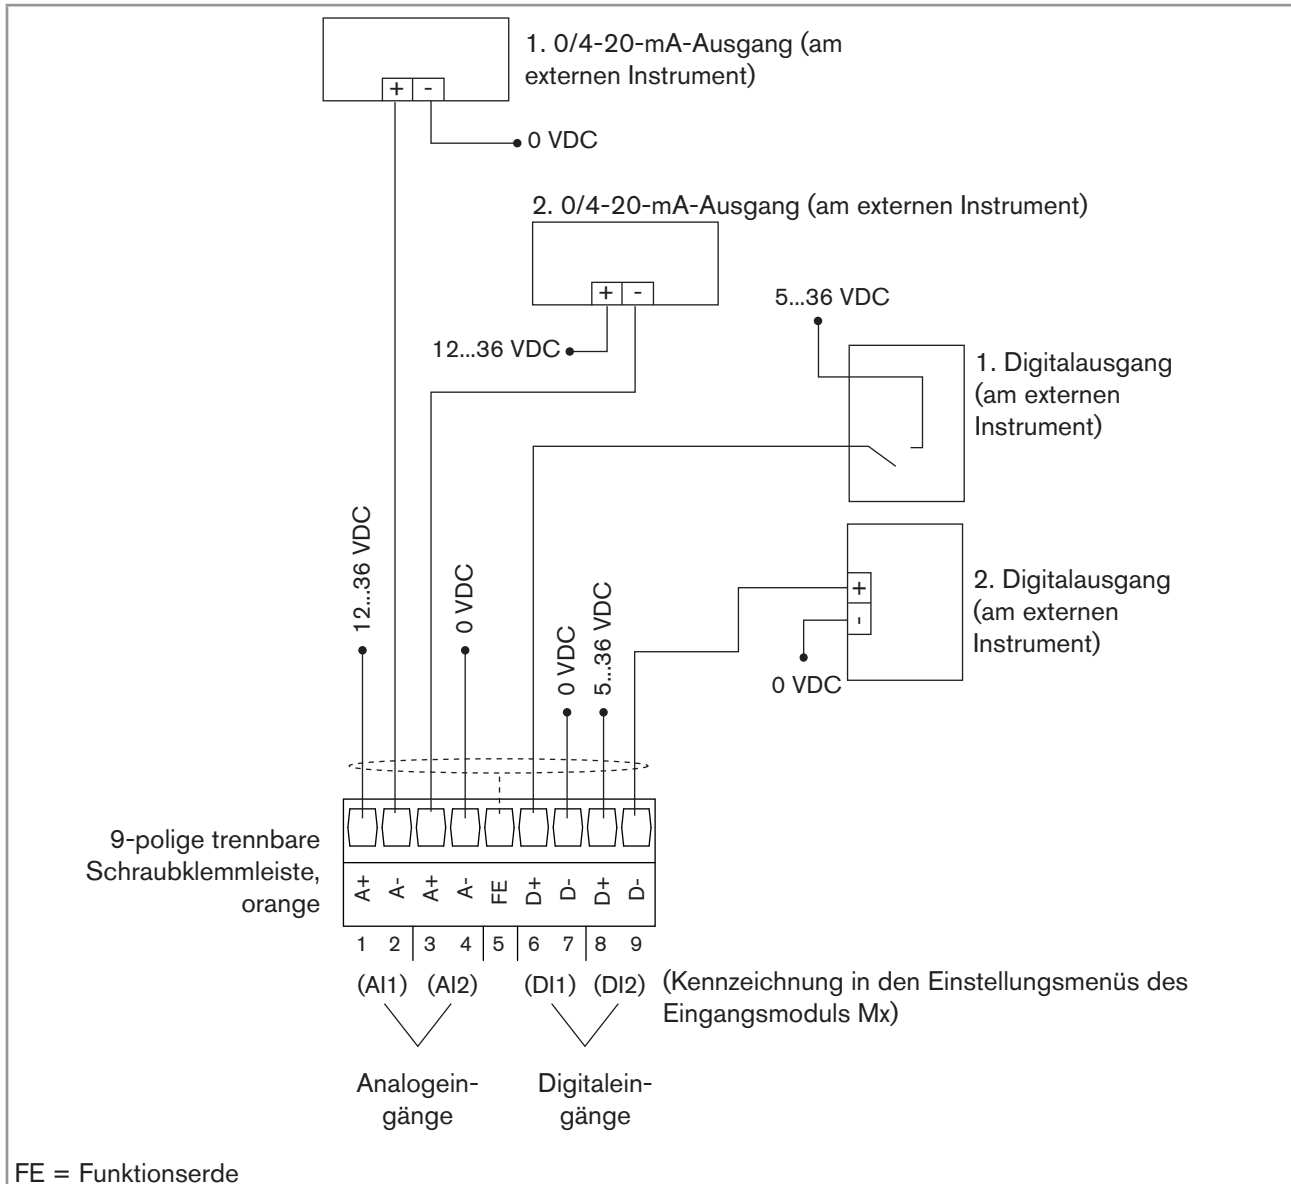 1. 0/4-20-mA-Ausgang (am
externen Instrument)
+ -
0 VDC
2. 0/4-20-mA-Ausgang (am externen Instrument)
+ -
12...36 VDC
5...36 VDC
1. Digitalausgang
(am externen
Instrument)
12...36 VDC
0 VDC
0 VDC
5...36 VDC
+
-
0 VDC
2. Digitalausgang
(am externen
Instrument)
9-polige trennbare
Schraubklemmleiste,
orange
A+ A- A+ A- FE D+ D- D+ D-
1 2 3 4 5 6 7 8 9
(AI1) (AI2) (DI1) (DI2)
(Kennzeichnung in den Einstellungsmenüs des
Eingangsmoduls Mx)
Analogein-
gänge
Digitalein-
gänge
FE = Funktionserde